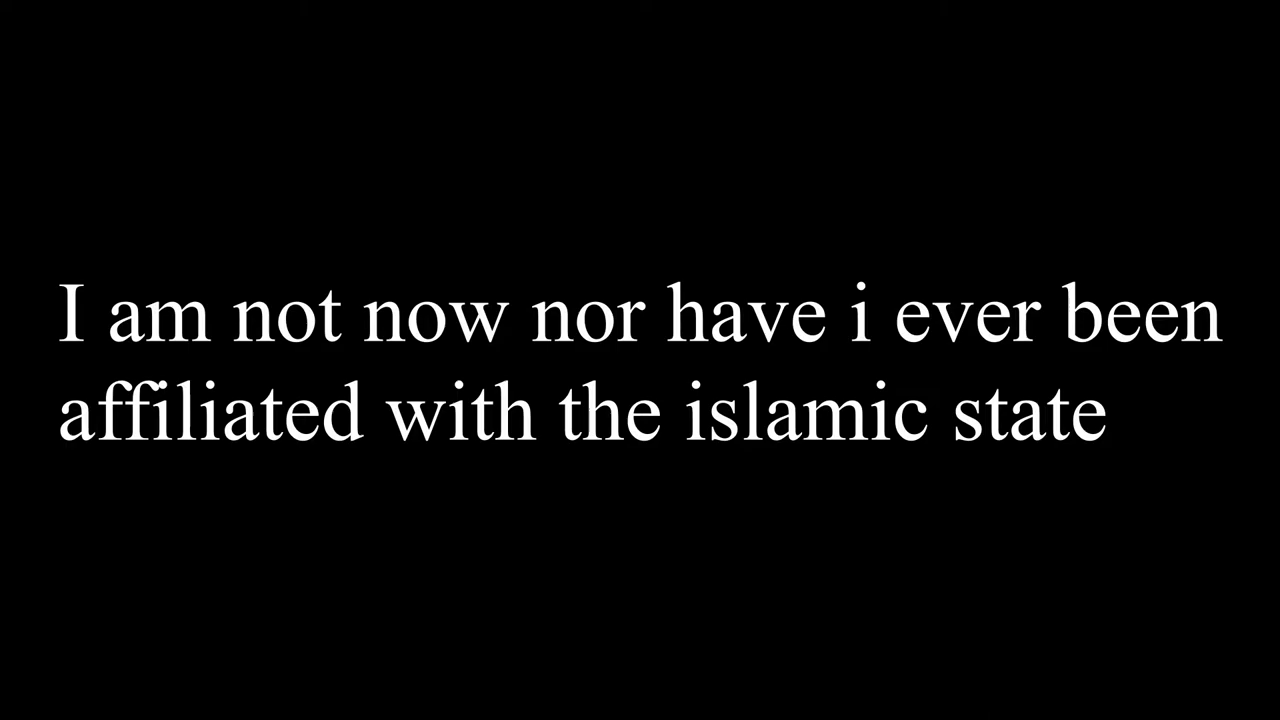 I am not now nor have i ever been
affiliated with the islamic state